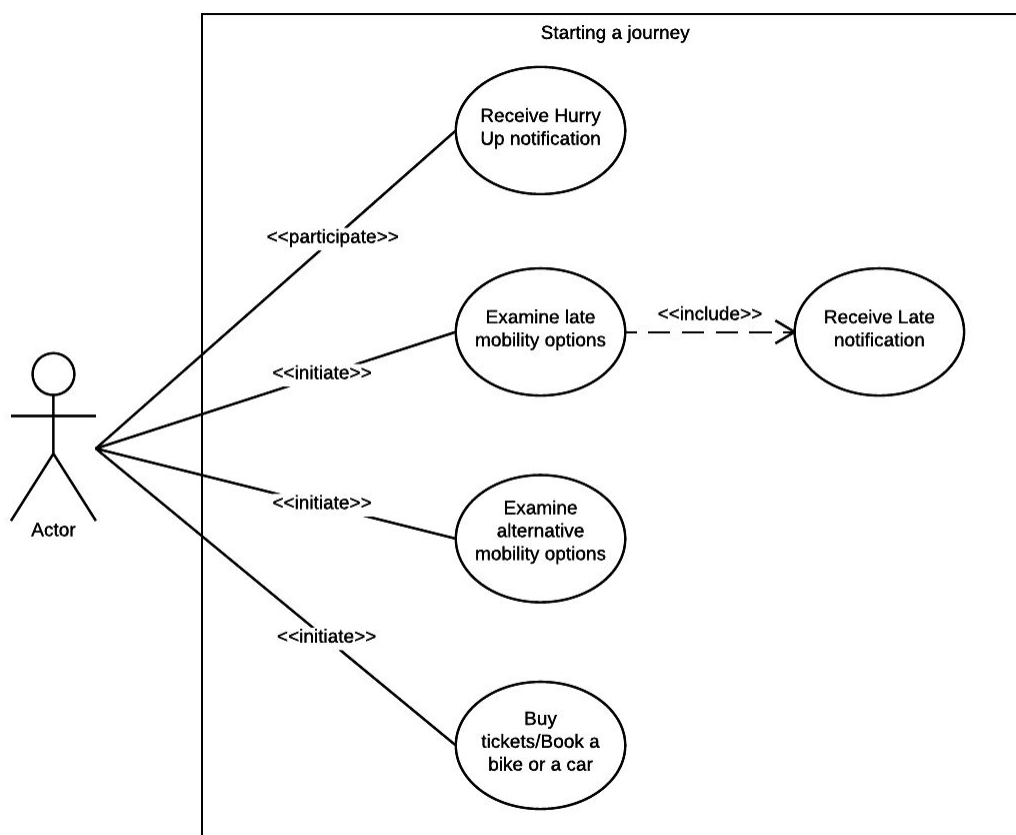 Starting a journey
Receive Hurry
Up notification
<<participate>>
Examine late
mobility options
<<include>>
Receive Late
notification
<<initiate>>
Examine
alternative
mobility options
<<initiate>>
Actor
<<initiate>>
Buy
tickets/Book a
bike or a car